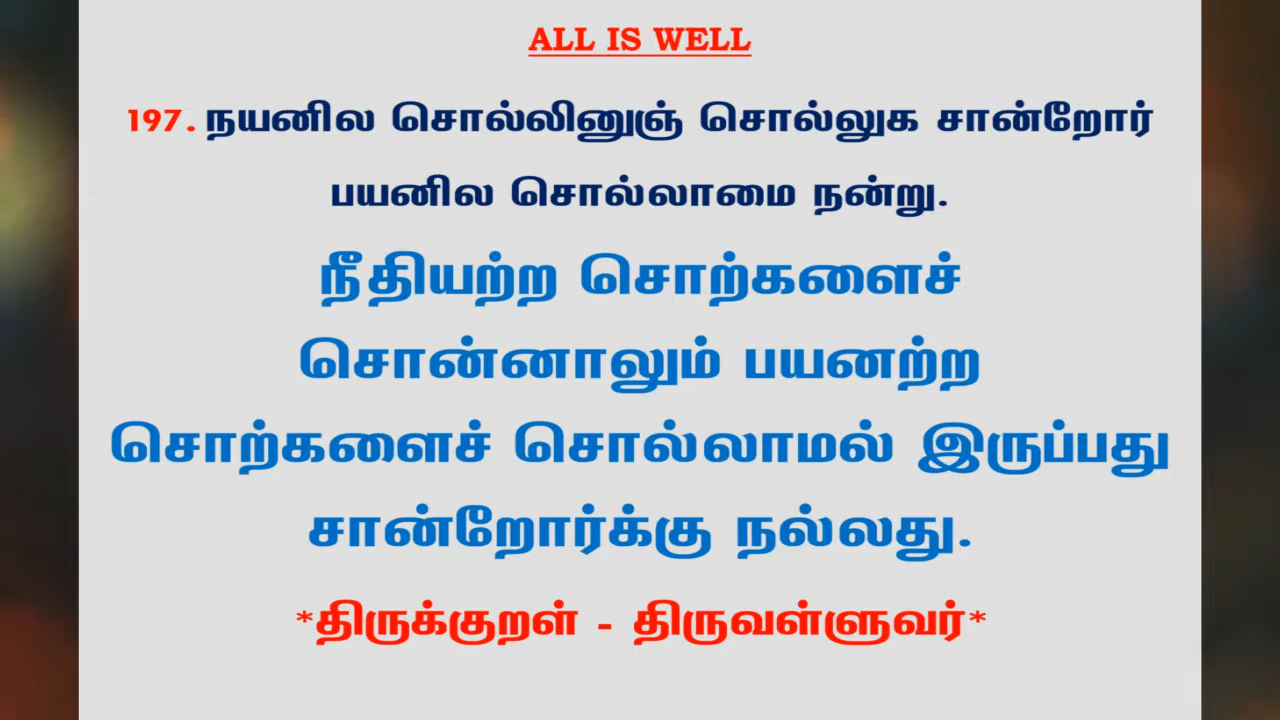 ALL IS WELL
197. நயனில சொல்லினுஞ் சொல்லுக சான்றோர்
பயனில சொல்லாமை நன்று.
நீதியற்ற சொற்களைச்
சொன்னாலும் பயனற்ற
சொற்களைச் சொல்லாமல் இருப்பது
சான்றோர்க்கு நல்லது.
*திருக்குறள் - திருவள்ளுவர்*